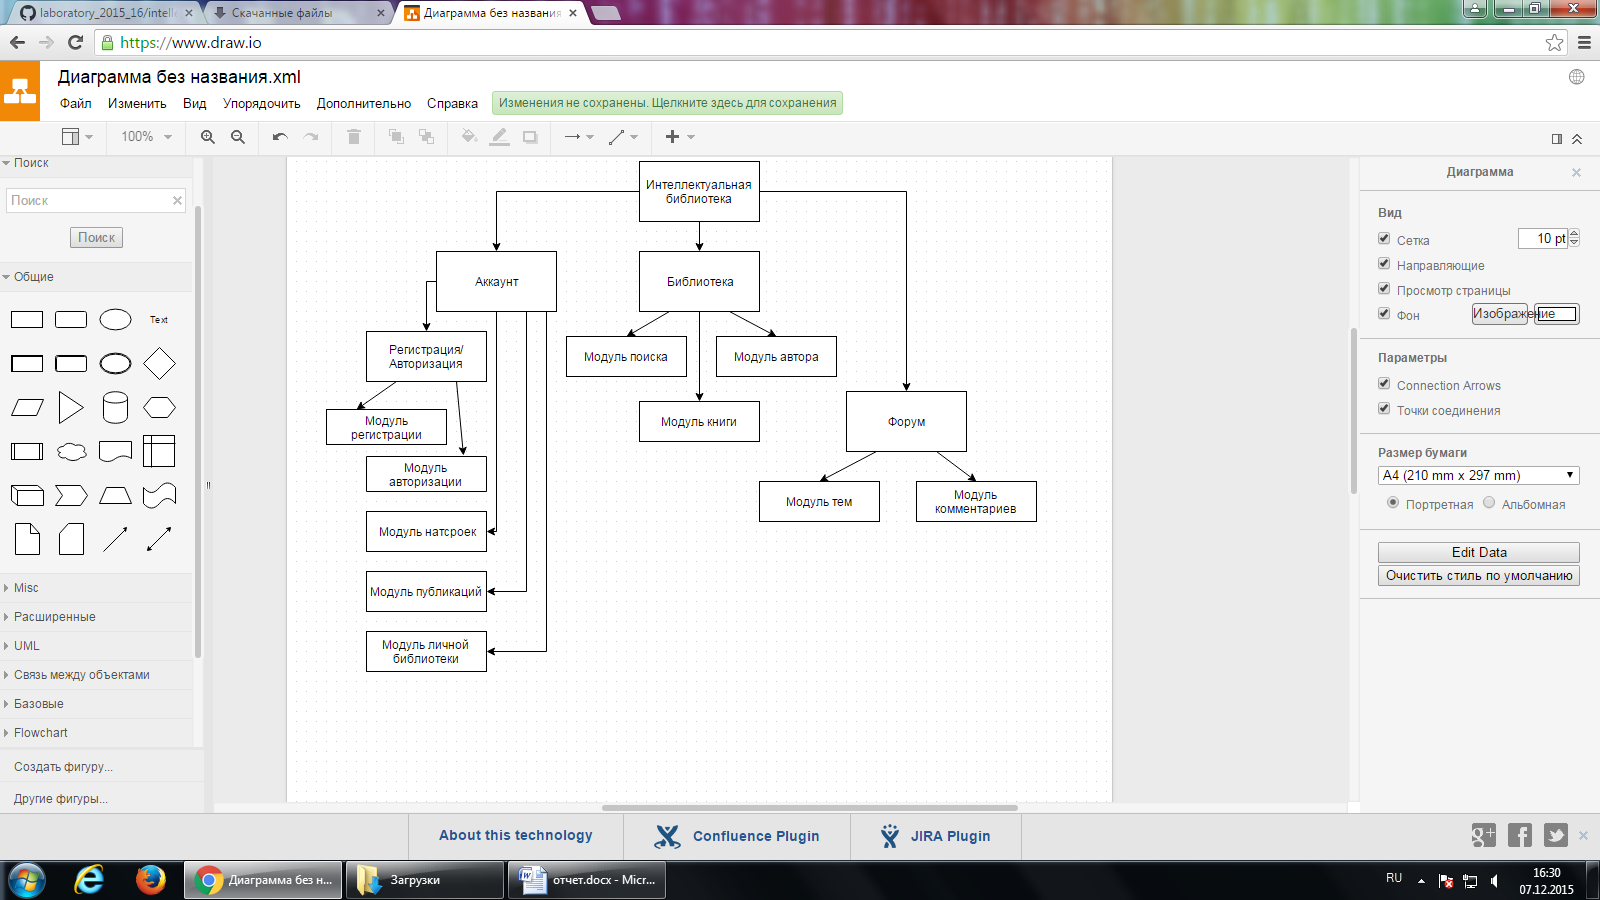 laboratory_2015_16/intelle
Скачанные файлы
Диаграмма без названия
https://www.draw.io
Диаграмма без названия.xml
Файл Изменить Вид Упорядочить Дополнительно Справка
Изменения не сохранены. Щелкните здесь для сохранения
100%
Поиск
Поиск
Поиск
Общие
Text
Misc
Расширенные
UML
Связь между объектами
Базовые
Flowchart
Создать фигуру...
Другие фигуры...
Интеллектуальная
библиотека
Аккаунт
Библиотека
Регистрация/
Авторизация
Модуль поиска
Модуль автора
Модуль
регистрации
Модуль книги
Форум
Модуль
авторизации
Модуль тем
Модуль
комментариев
Модуль натсроек
Модуль публикаций
Модуль личной
библиотеки
Диаграмма
Вид
Сетка
10 pt
Направляющие
Просмотр страницы
Фон
Изображение
Параметры
Connection Arrows
Точки соединения
Размер бумаги
A4 (210 mm x 297 mm)
Портретная
Альбомная
Edit Data
Очистить стиль по умолчанию
About this technology
Confluence Plugin
JIRA Plugin
Диаграмма без н...
Загрузки
отчет.docx - Micr...
RU
16:30
07.12.2015